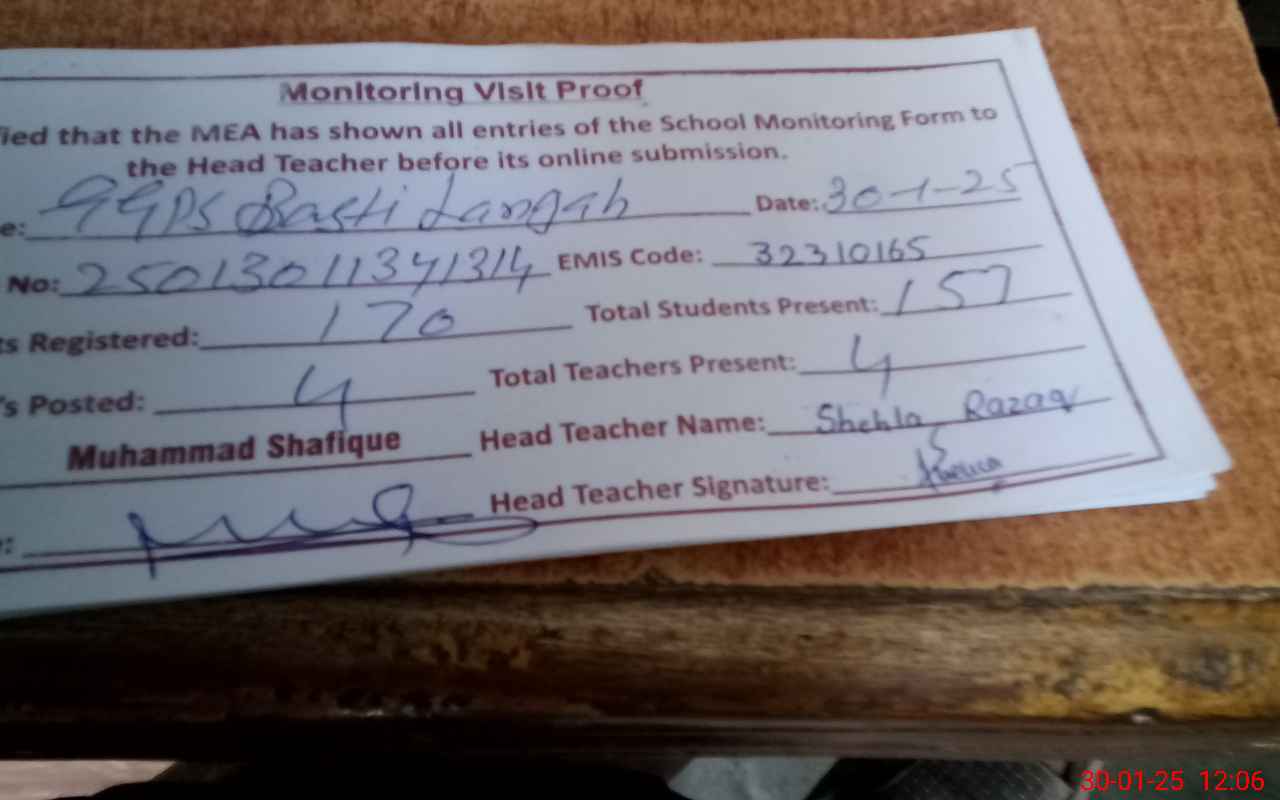 Monitoring Visit Proof
fied that the MEA has shown all entries of the School Monitoring Form to
the Head Teacher before its online submission.
e: GGPS Basti Langah Date: 30-1-25
No: 25013011341314 EMIS Code: 32310165
ts Registered: 170 Total Students Present: 157
's Posted: 4 Total Teachers Present: 4
Muhammad Shafique Head Teacher Name: Shehla Razaq
Head Teacher Signature:
30-01-25 12:06